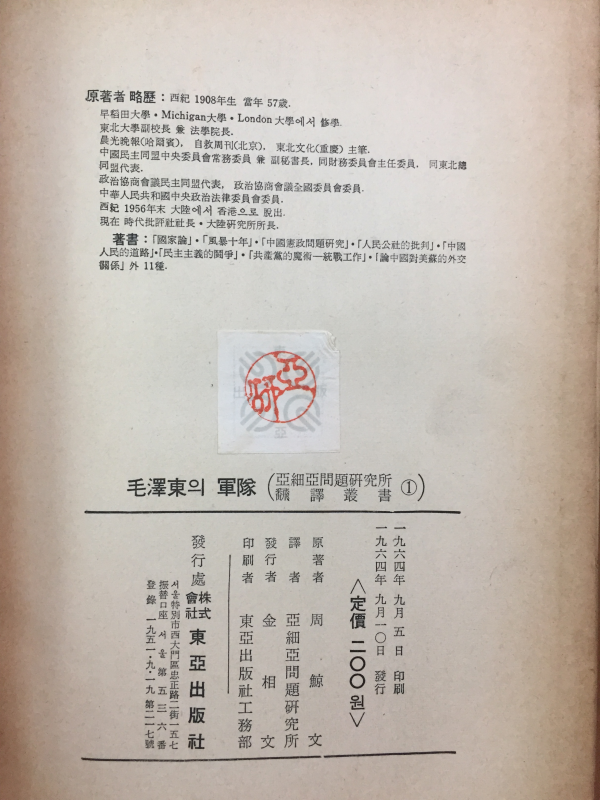 原著者 略歷 : 西紀 1908年生 當年 57歲.
早稻田大學・Michigan大學・London 大學에서 修學.
東北大學副校長 兼 法學院長.
晨光晚報(哈爾賓), 自救周刊(北京), 東北文化(重慶) 主筆.
中國民主同盟中央委員會常務委員 兼 副秘書長, 同財務委員會主任委員, 同東北總
同盟代表.
政治協商會議民主同盟代表, 政治協商會議全國委員會委員.
中華人民共和國中央政治法律委員會委員.
西紀 1956年末 大陸에서 香港으로 脫出.
現在 時代批評社社長・大陸硏究所所長.
著書 : 「國家論」・「風暴十年」・「中國憲政問題硏究」・「人民公社的批判」・「中國
人民的道路」・「民主主義的鬪爭」・「共產黨的魔術—統戰工作」・「論中國對美蘇的外交
關係」 外 11種.
亞硏
毛澤東의 軍隊 (亞細亞問題硏究所
飜譯叢書 ①)
一九六四年 九月 五日 印刷
一九六四年 九月一〇日 發行
<定價 二〇〇원>
原著者 周鯨文
譯者 亞細亞問題硏究所
發行者 金相文
印刷者 東亞出版社工務部
發行處 株式會社 東亞出版社
서울特別市西大門區忠正路二街一五七
振替口座 서울 第五三六番
登錄 一九五一・九・一九 第二一七號